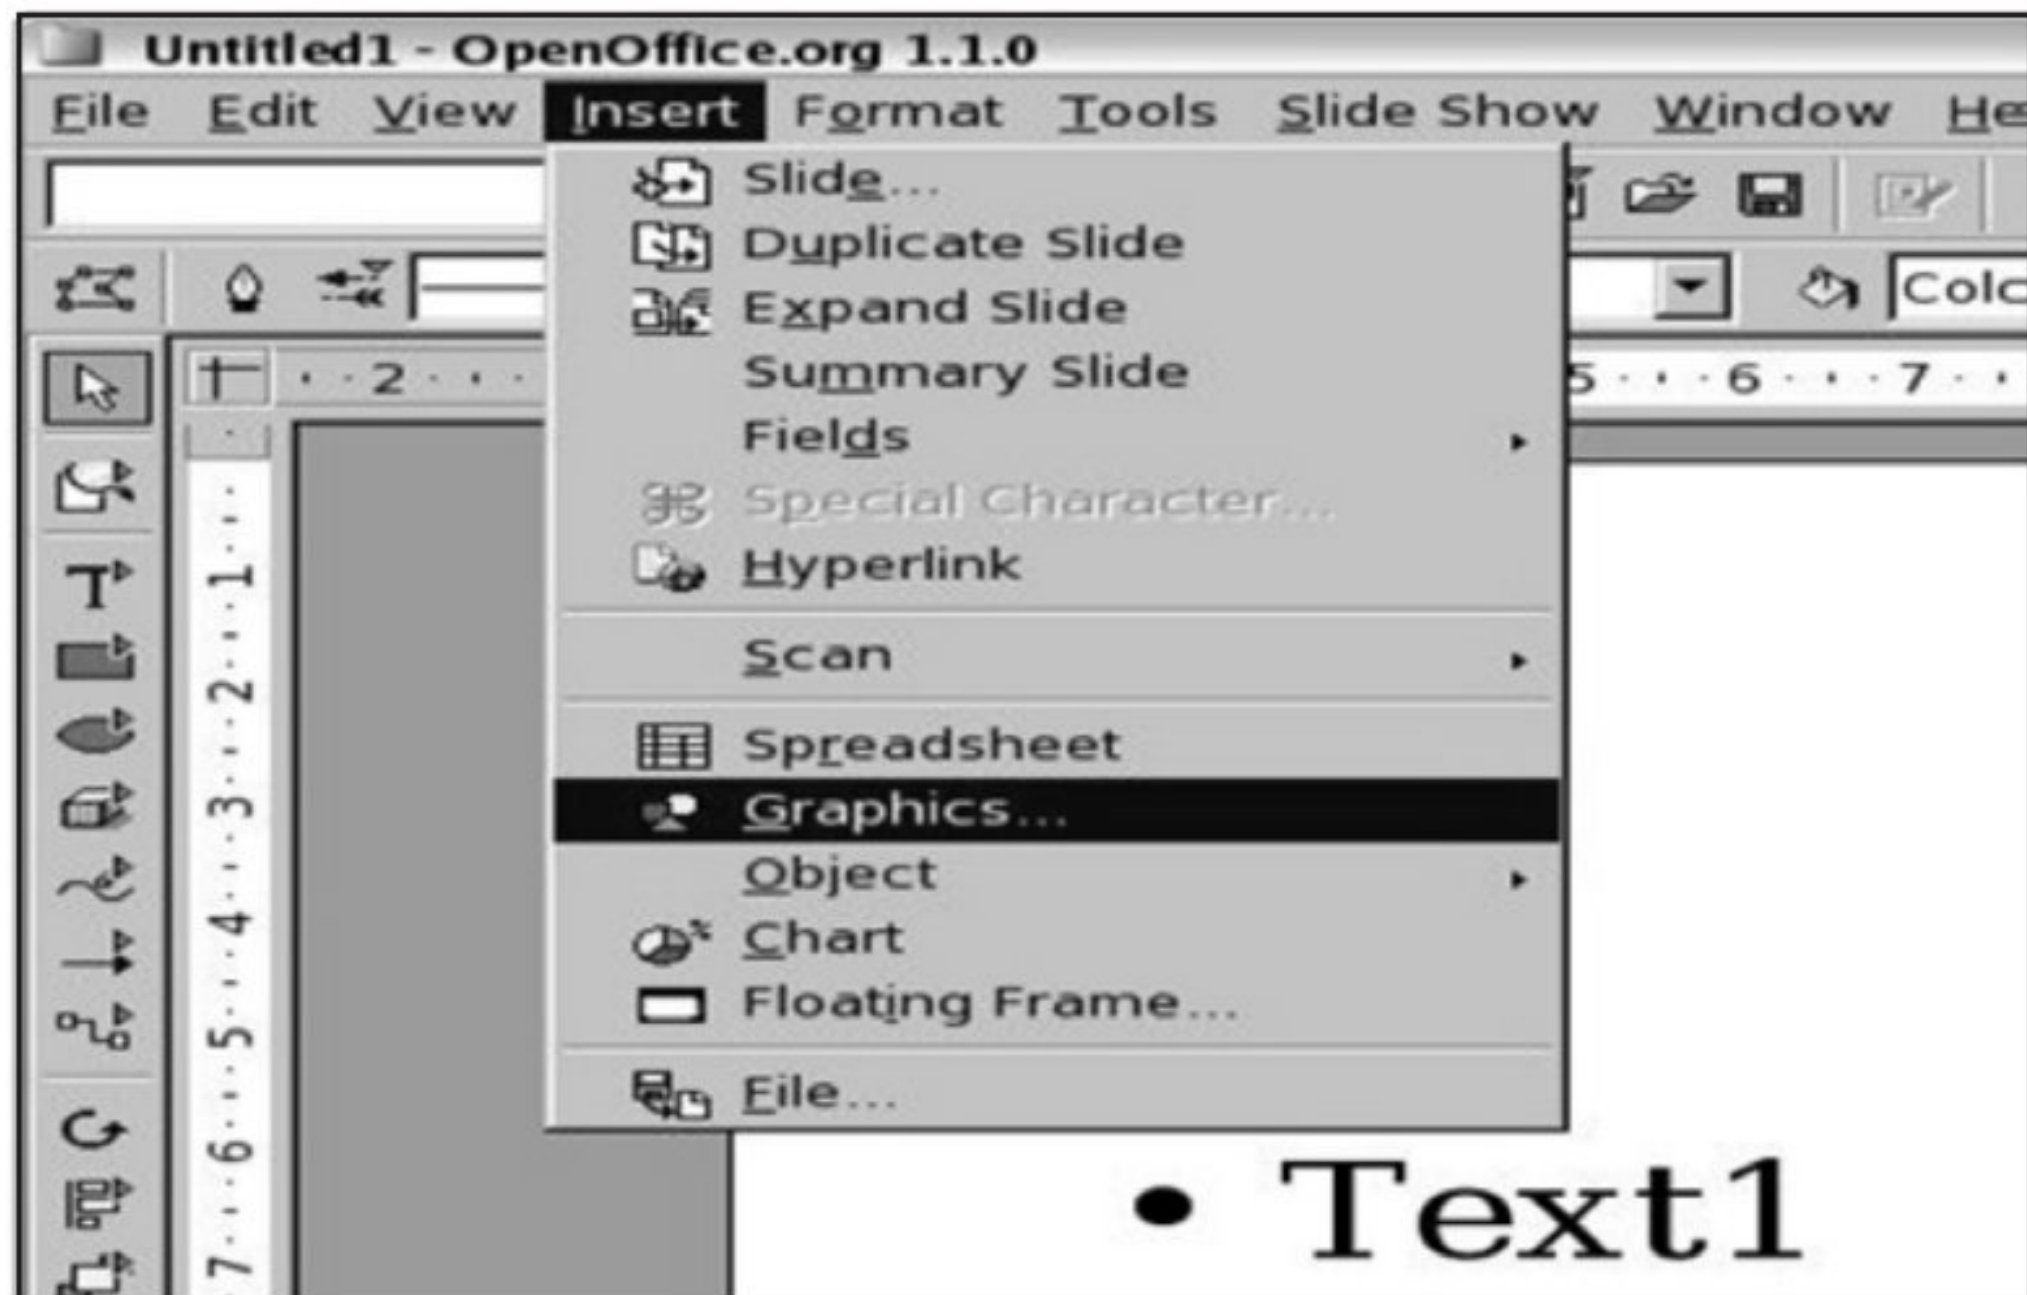 Untitled1 - OpenOffice.org 1.1.0
File Edit View Insert Format Tools Slide Show Window
Slide...
Duplicate Slide
Expand Slide
Summary Slide
Fields
Special Character...
Hyperlink
Scan
Spreadsheet
Graphics...
Object
Chart
Floating Frame...
File...
2 5 6 7
1
2
3
4
5
6
7
• Text1